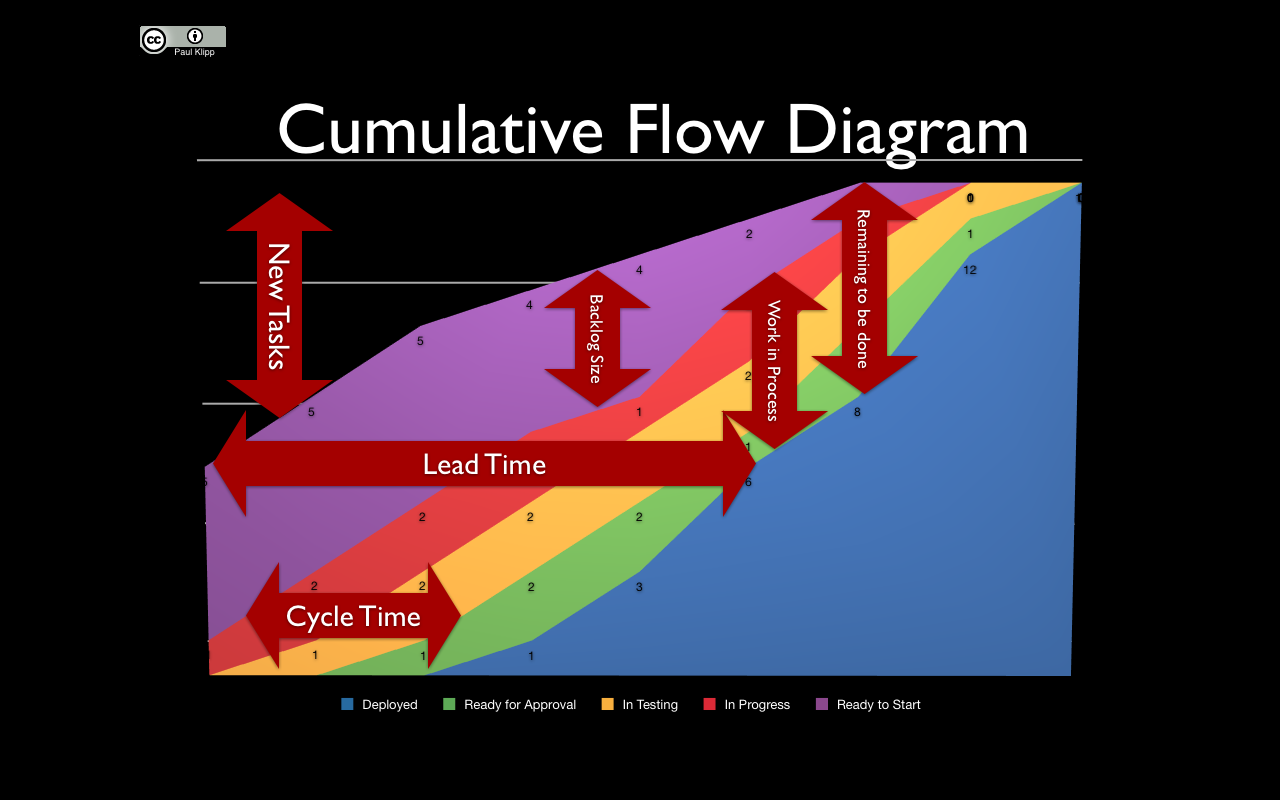 cc
Paul Klipp
Cumulative Flow Diagram
New Tasks
Backlog Size
Work in Process
Remaining to be done
Lead Time
Cycle Time
2
4
4
5
5
0
1
12
1
2
8
1
6
2
2
2
2
2
2
3
1
1
1
Deployed
Ready for Approval
In Testing
In Progress
Ready to Start